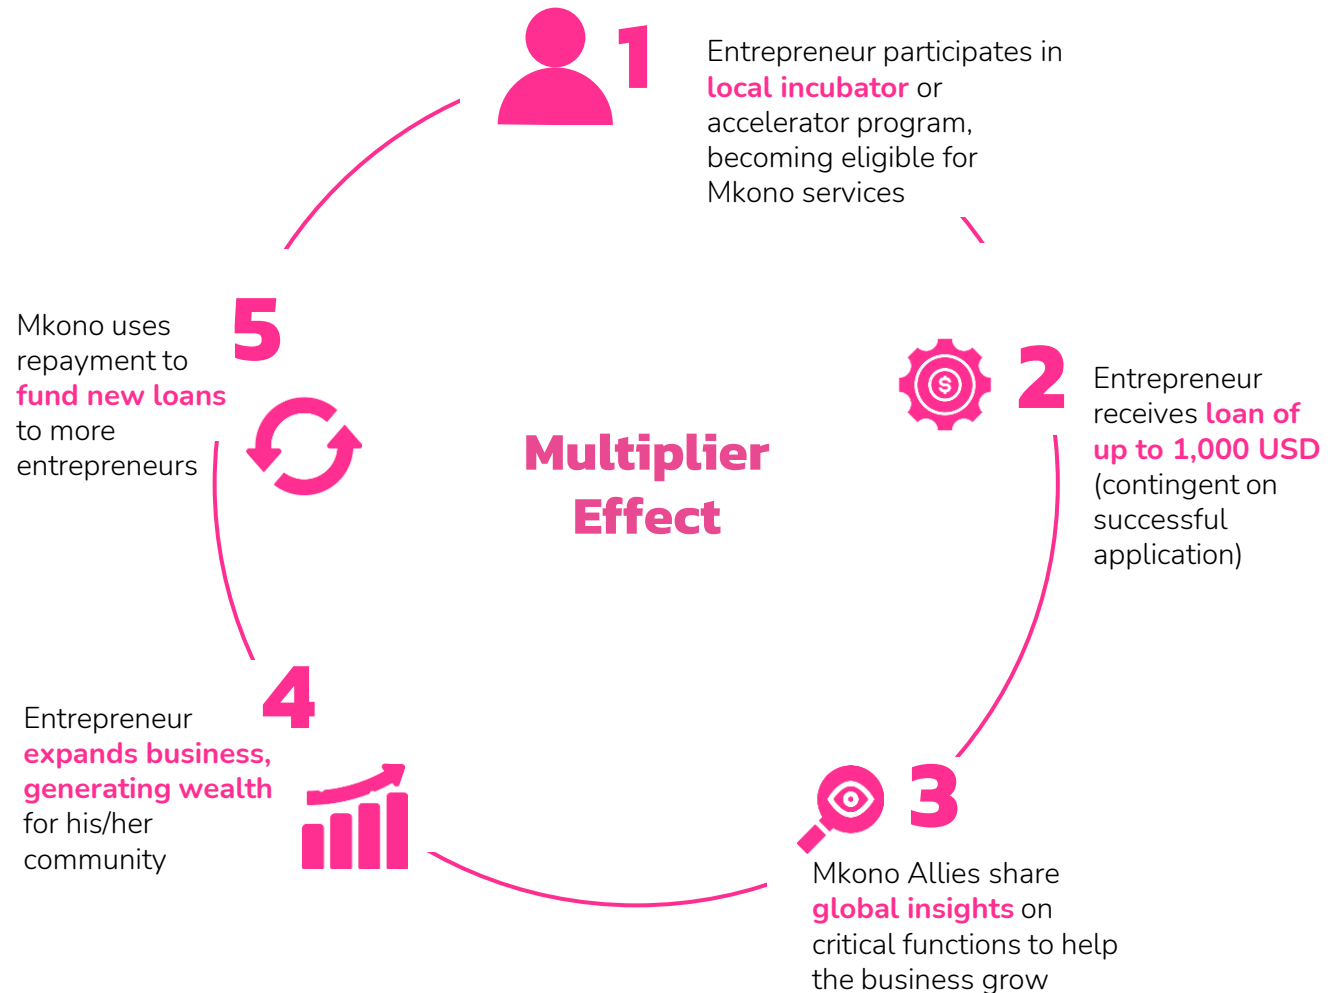 1
Entrepreneur participates in
local incubator or
accelerator program,
becoming eligible for
Mkono services
2
Entrepreneur
receives loan of
up to 1,000 USD
(contingent on
successful
application)
$
3
Mkono Allies share
global insights on
critical functions to help
the business grow
4
Entrepreneur
expands business,
generating wealth
for his/her
community
5
Mkono uses
repayment to
fund new loans
to more
entrepreneurs
Multiplier
Effect